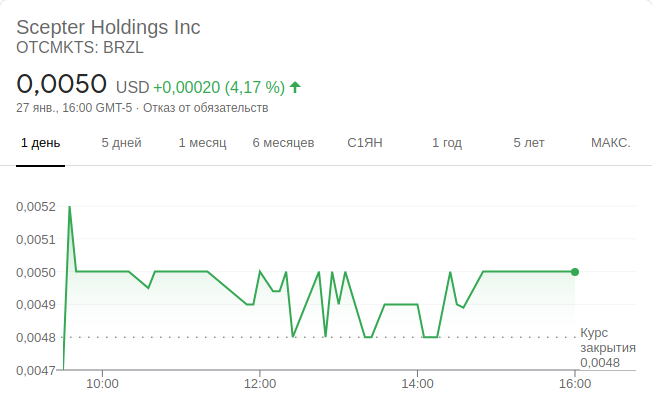 Scepter Holdings Inc
OTCMKTS: BRZL
0,0050 USD +0,00020 (4,17 %)
27 янв., 16:00 GMT-5 · Отказ от обязательств
1 день 5 дней 1 месяц 6 месяцев С1ЯН 1 год 5 лет МАКС.
0,0052
0,0051
0,0050
0,0049
0,0048
0,0047
Курс
закрытия
0,0048
10:00 12:00 14:00 16:00